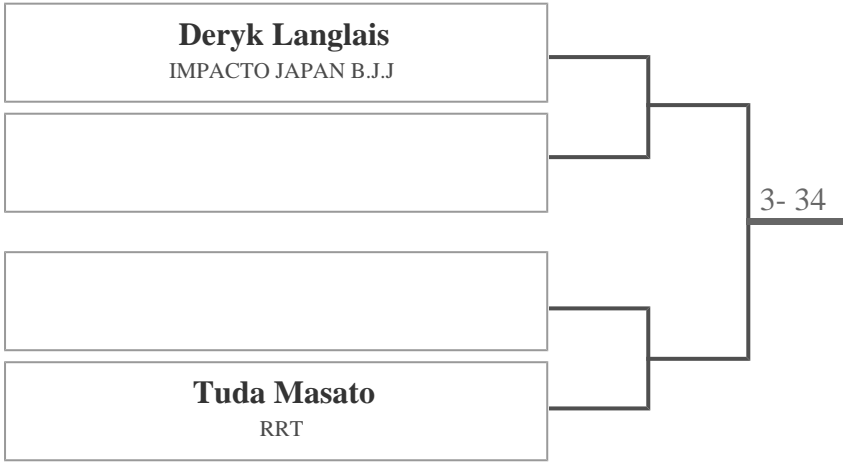 Deryk Langlais
IMPACTO JAPAN B.J.J
3- 34
Tuda Masato
RRT